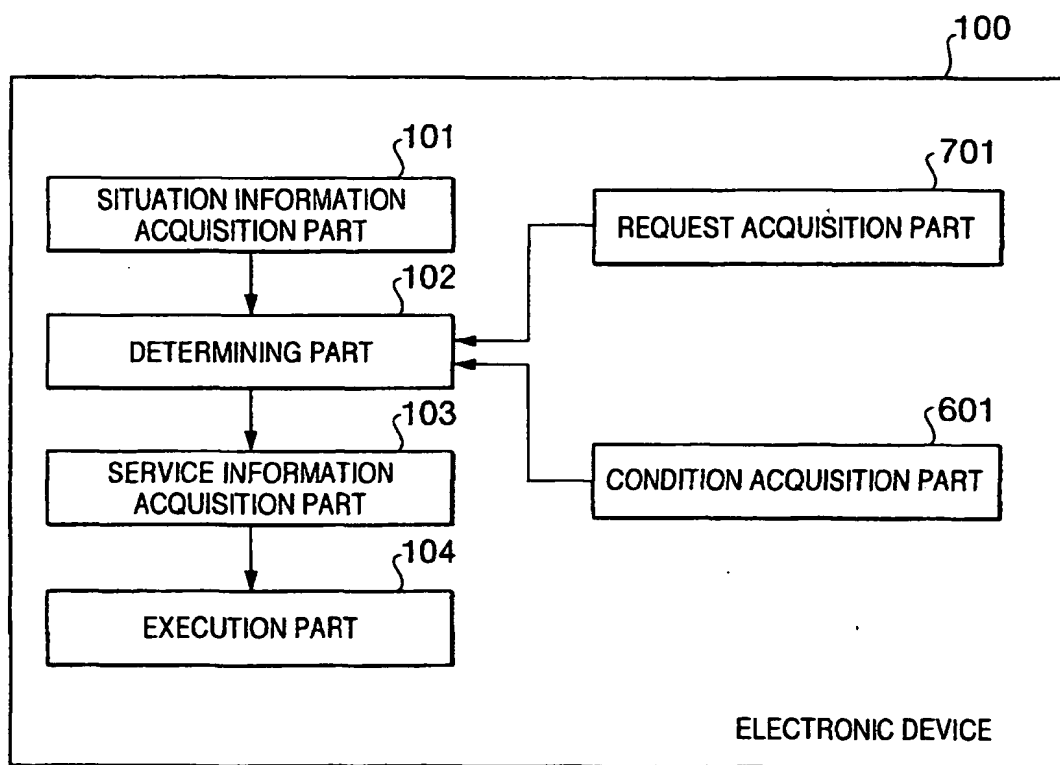 100
101
SITUATION INFORMATION
ACQUISITION PART
701
REQUEST ACQUISITION PART
102
DETERMINING PART
103
SERVICE INFORMATION
ACQUISITION PART
601
CONDITION ACQUISITION PART
104
EXECUTION PART
ELECTRONIC DEVICE